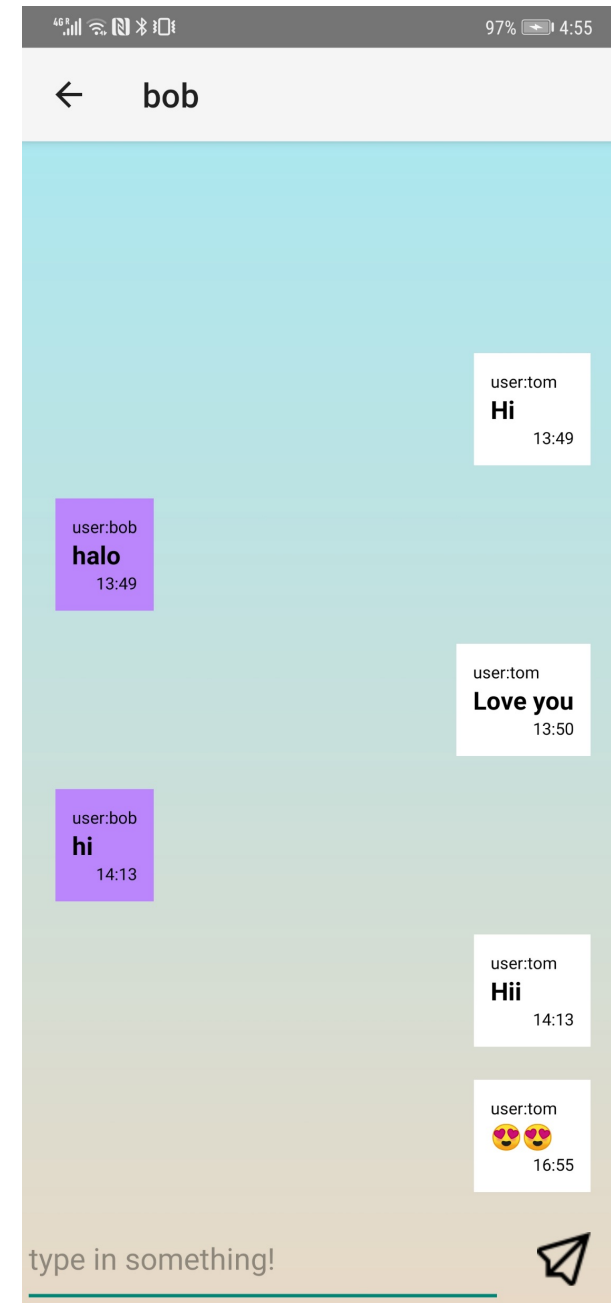 4G R 97% 4:55
bob
user:tom
Hi
13:49
user:bob
halo
13:49
user:tom
Love you
13:50
user:bob
hi
14:13
user:tom
Hii
14:13
user:tom
😍😍
16:55
type in something!